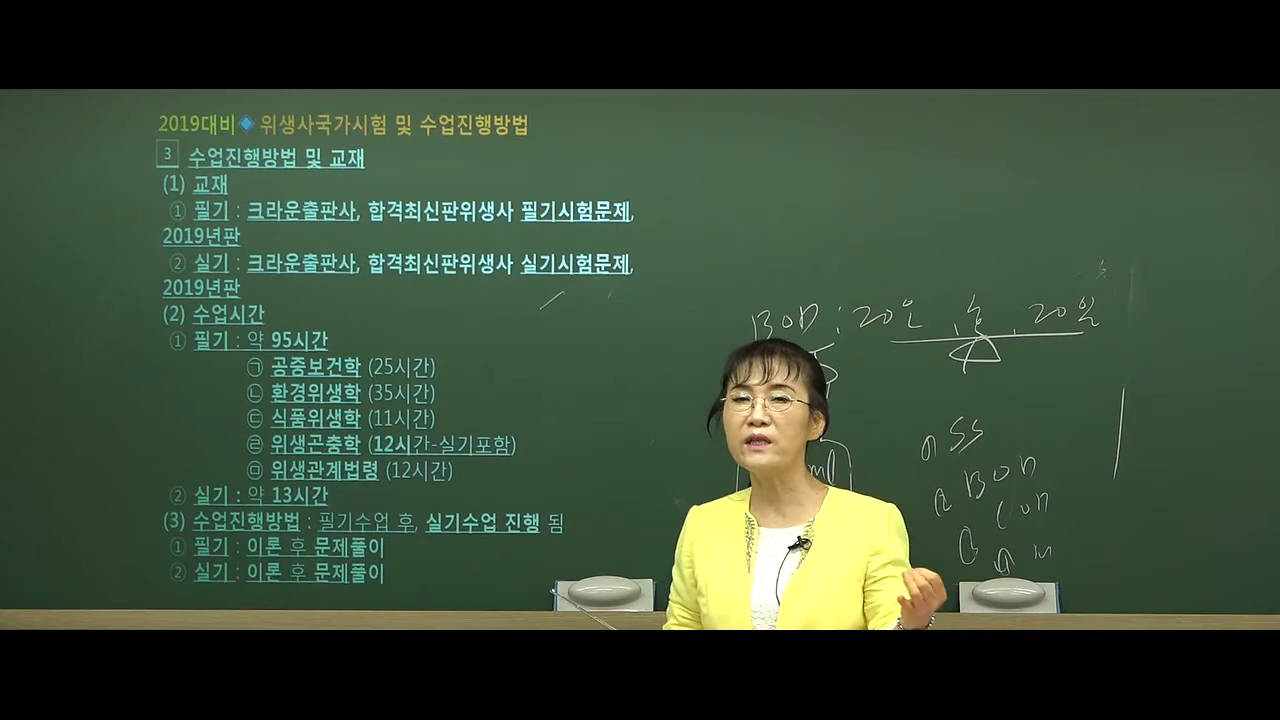 2019대비 ◆ 위생사국가시험 및 수업진행방법
3 수업진행방법 및 교재
(1) 교재
① 필기 : 크라운출판사, 합격최신판위생사 필기시험문제,
2019년판
② 실기 : 크라운출판사, 합격최신판위생사 실기시험문제,
2019년판
(2) 수업시간
① 필기 : 약 95시간
㉠ 공중보건학 (25시간)
㉡ 환경위생학 (35시간)
㉢ 식품위생학 (11시간)
㉣ 위생곤충학 (12시간-실기포함)
㉤ 위생관계법령 (12시간)
② 실기 : 약 13시간
(3) 수업진행방법 : 필기수업 후, 실기수업 진행 됨
① 필기 : 이론 후 문제풀이
② 실기 : 이론 후 문제풀이
BOD : 20일 20일
SS
BOD